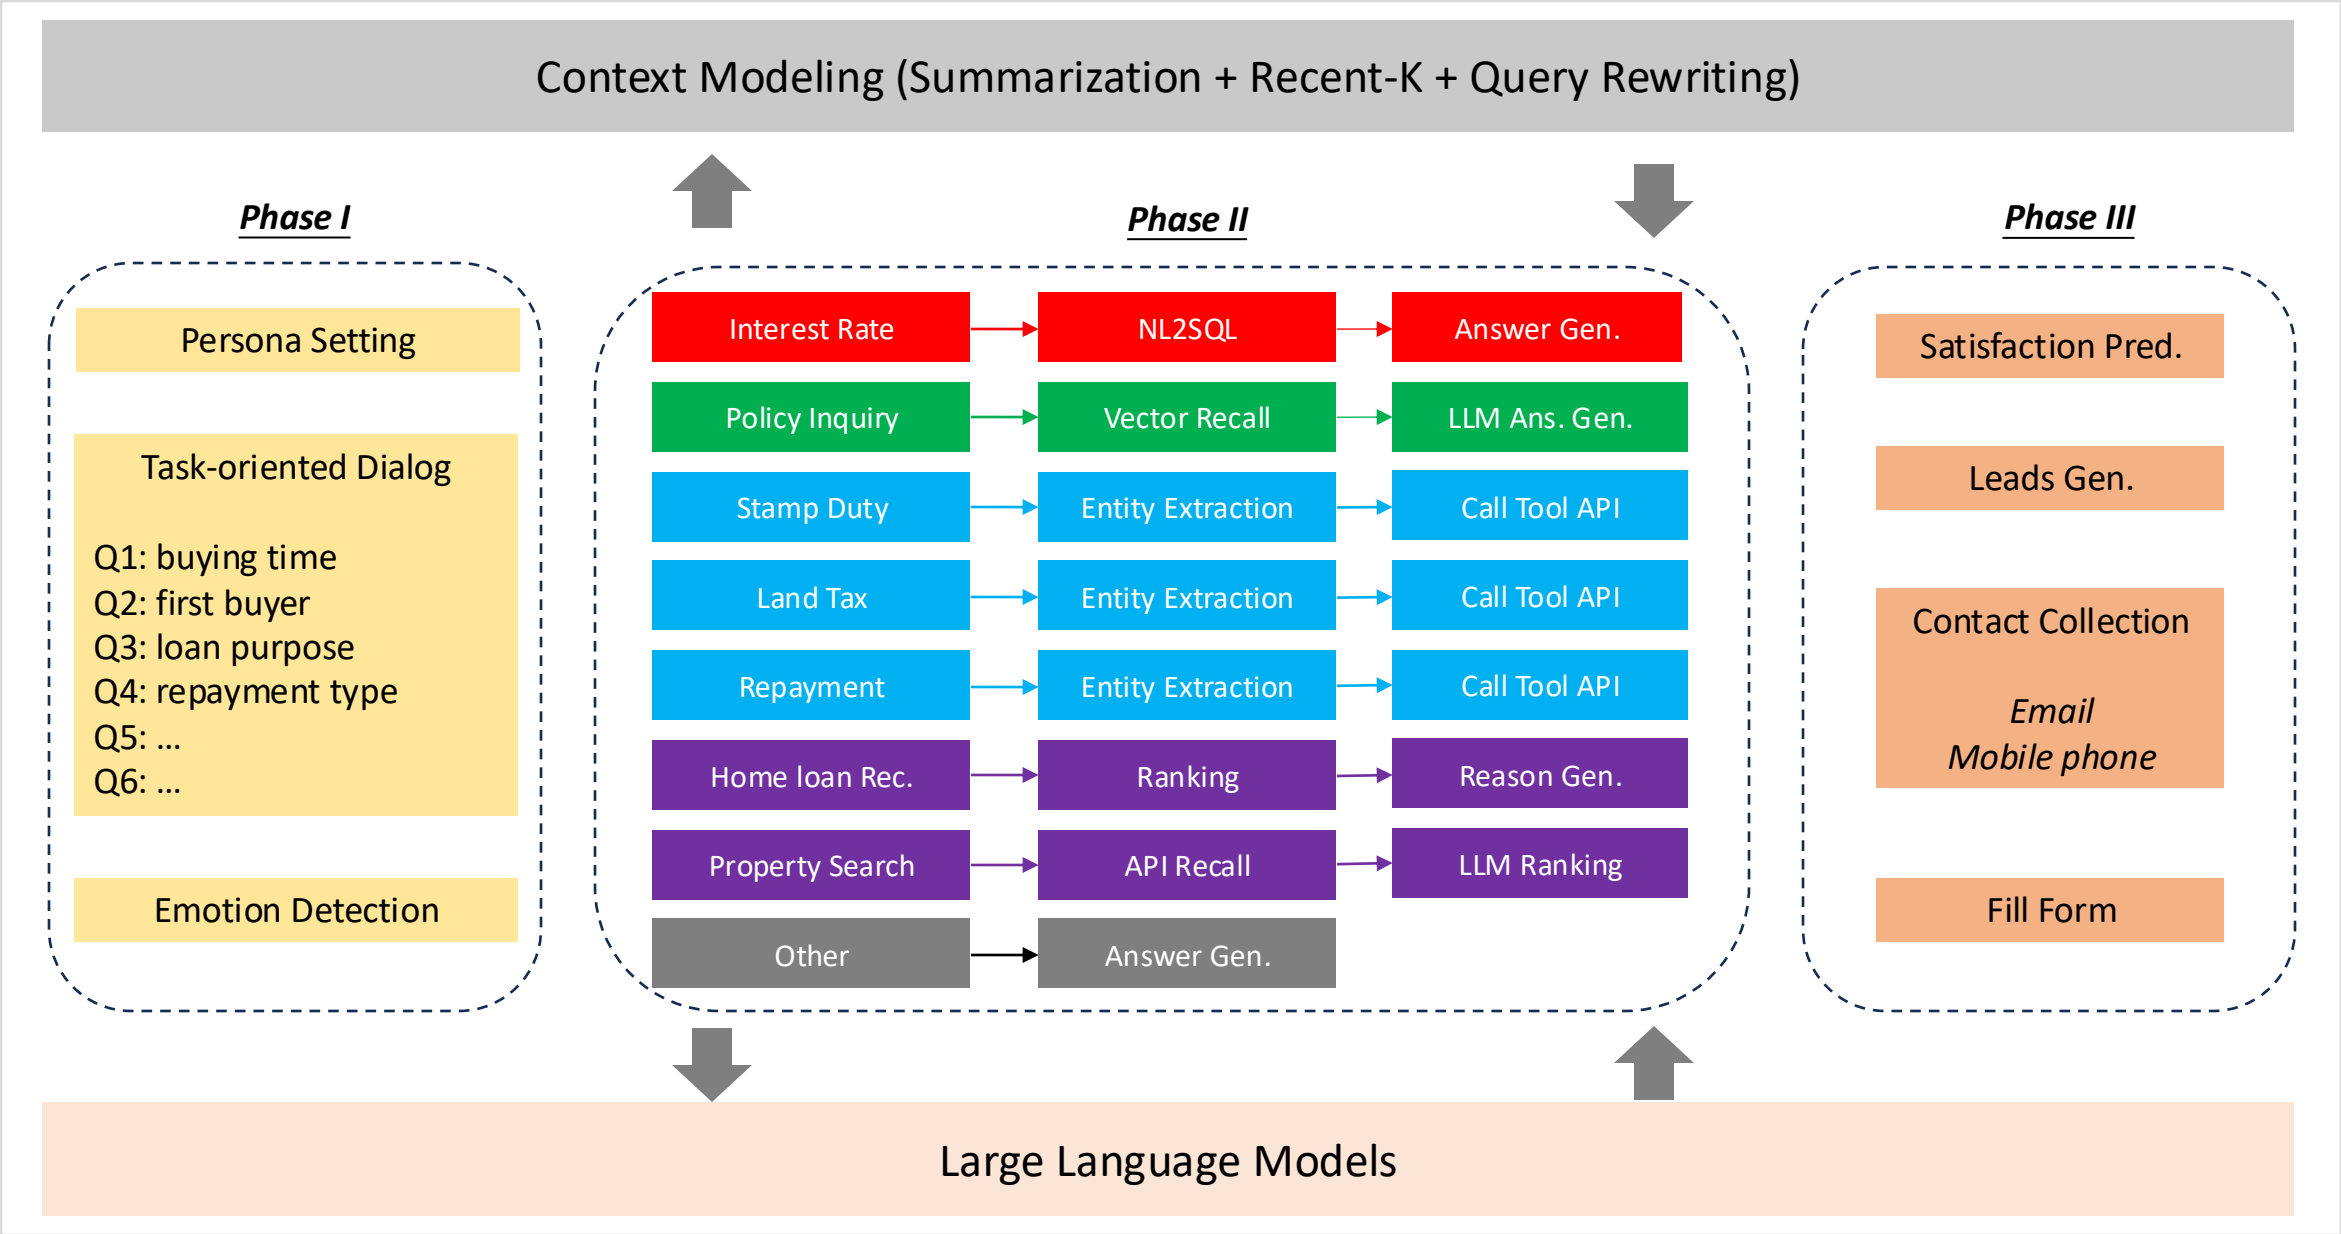 Context Modeling (Summarization + Recent-K + Query Rewriting)
Phase I
Persona Setting
Task-oriented Dialog
Q1: buying time
Q2: first buyer
Q3: loan purpose
Q4: repayment type
Q5: ...
Q6: ...
Emotion Detection
Phase II
Interest Rate
NL2SQL
Answer Gen.
Policy Inquiry
Vector Recall
LLM Ans. Gen.
Stamp Duty
Entity Extraction
Call Tool API
Land Tax
Entity Extraction
Call Tool API
Repayment
Entity Extraction
Call Tool API
Home loan Rec.
Ranking
Reason Gen.
Property Search
API Recall
LLM Ranking
Other
Answer Gen.
Phase III
Satisfaction Pred.
Leads Gen.
Contact Collection
Email
Mobile phone
Fill Form
Large Language Models